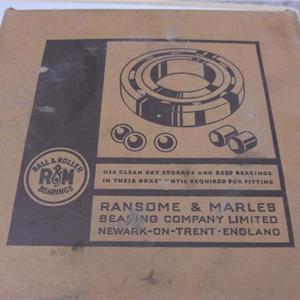 BALL & ROLLER
R&M
BEARINGS
USE CLEAN DRY STORAGE AND KEEP BEARINGS
IN THEIR BOXES UNTIL REQUIRED FOR FITTING
RANSOME & MARLES
BEARING COMPANY LIMITED
NEWARK-ON-TRENT · ENGLAND